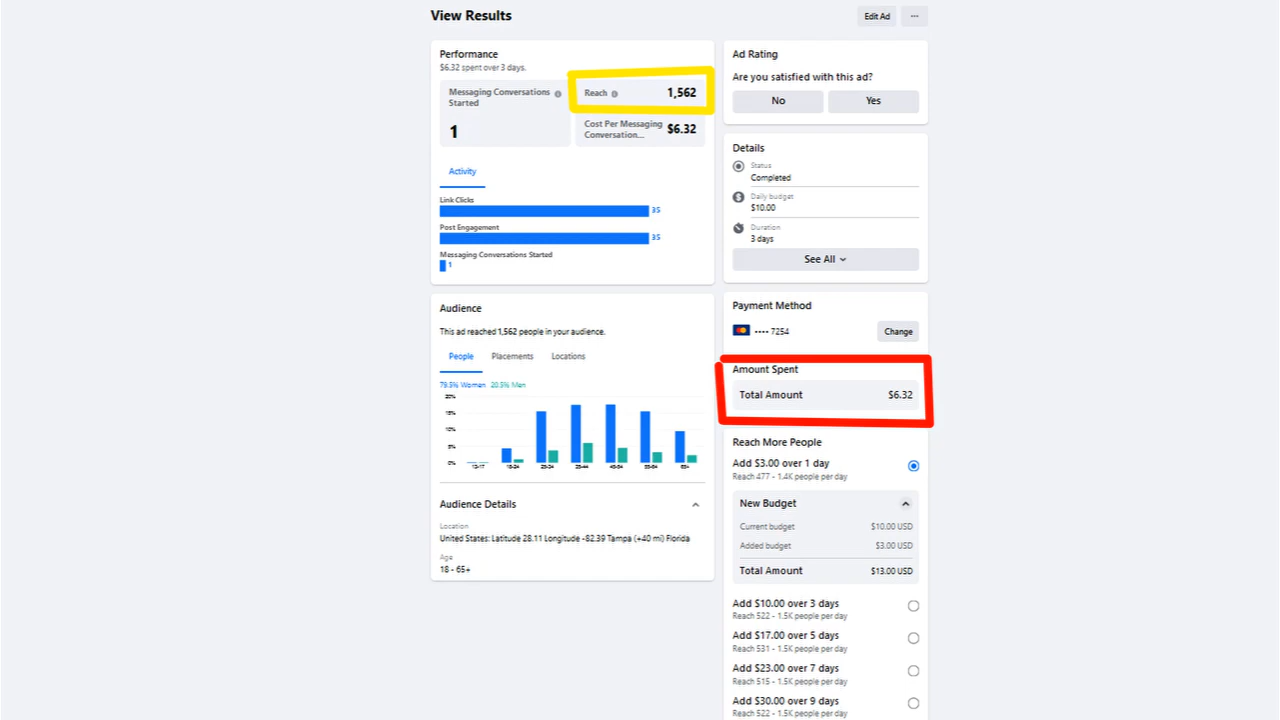 View Results
Edit Ad
...
Performance
$6.32 spent over 3 days.
Messaging Conversations
Started
1
Reach
1,562
Cost Per Messaging
Conversation...
$6.32
Activity
Link Clicks
35
Post Engagement
35
Messaging Conversations Started
1
Audience
This ad reached 1,562 people in your audience.
People Placements Locations
79.5% Women 20.5% Men
20%
15%
10%
5%
0%
13-17 18-24 25-34 35-44 45-54 55-64 65+
Audience Details
Location
United States: Latitude 28.11 Longitude -82.39 Tampa (+40 mi) Florida
Age
18 - 65+
Ad Rating
Are you satisfied with this ad?
No
Yes
Details
Status
Completed
Daily budget
$10.00
Duration
3 days
See All
Payment Method
•••• 7254
Change
Amount Spent
Total Amount $6.32
Reach More People
Add $3.00 over 1 day
Reach 477 - 1.4K people per day
New Budget
Current budget $10.00 USD
Added budget $3.00 USD
Total Amount $13.00 USD
Add $10.00 over 3 days
Reach 522 - 1.5K people per day
Add $17.00 over 5 days
Reach 531 - 1.5K people per day
Add $23.00 over 7 days
Reach 515 - 1.5K people per day
Add $30.00 over 9 days
Reach 522 - 1.5K people per day